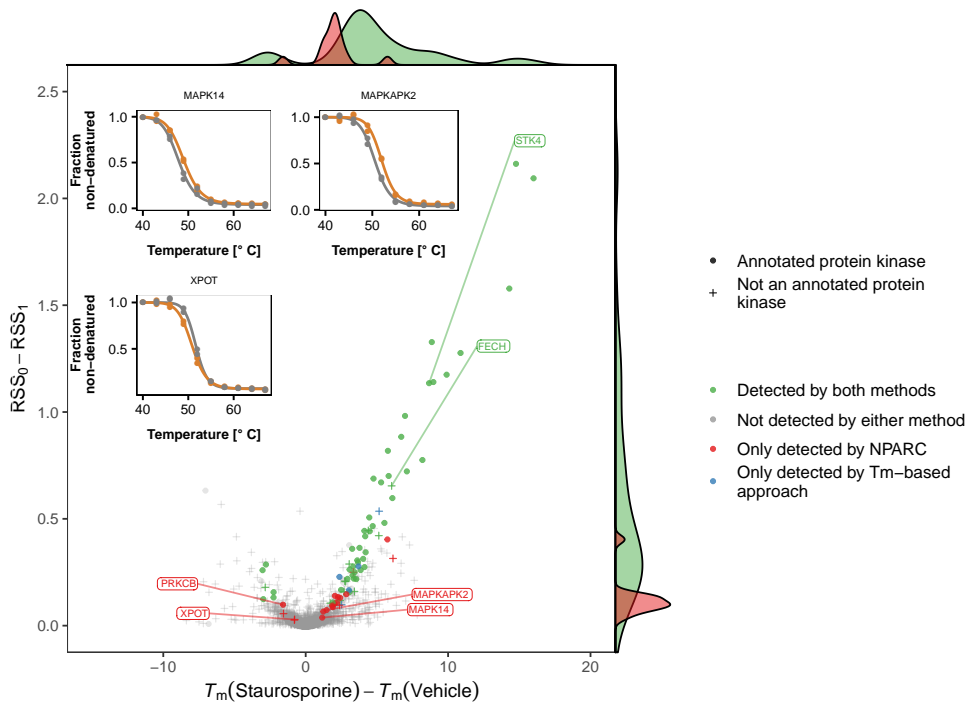 MAPK14
MAPKAPK2
Fraction
non−denatured
1.0
0.5
0.0
40
60
Temperature [° C]
Fraction
non−denatured
1.0
0.5
0.0
40
50
60
Temperature [° C]
XPOT
Fraction
non−denatured
1.0
0.5
40
60
Temperature [° C]
STK4
FECH
PRKCB
XPOT
MAPKAPK2
MAPK14
2.5
2.0
1.5
1.0
0.5
0.0
RSS0 − RSS1
−10
0
10
20
Tm(Staurosporine) − Tm(Vehicle)
Annotated protein kinase
Not an annotated protein
kinase
Detected by both methods
Not detected by either method
Only detected by NPARC
Only detected by Tm−based
approach